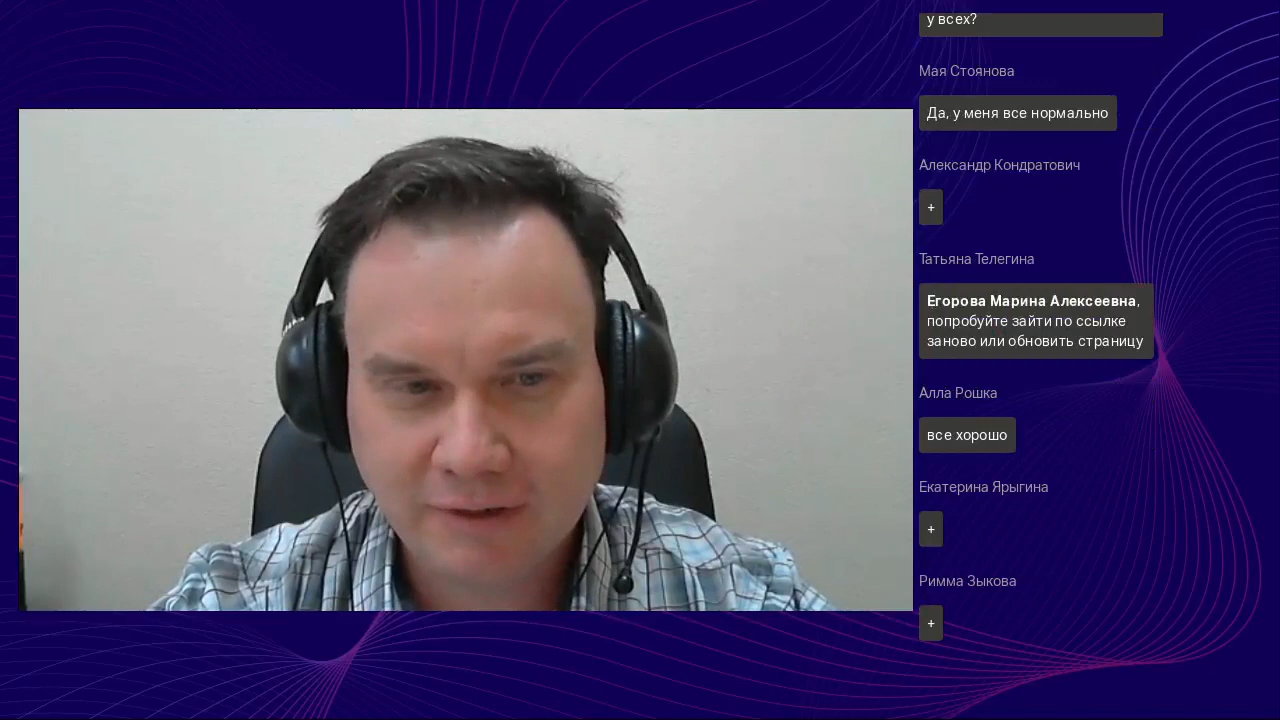 у всех?
Мая Стоянова
Да, у меня все нормально
Александр Кондратович
+
Татьяна Телегина
Егорова Марина Алексеевна,
попробуйте зайти по ссылке
заново или обновить страницу
Алла Рошка
все хорошо
Екатерина Ярыгина
+
Римма Зыкова
+